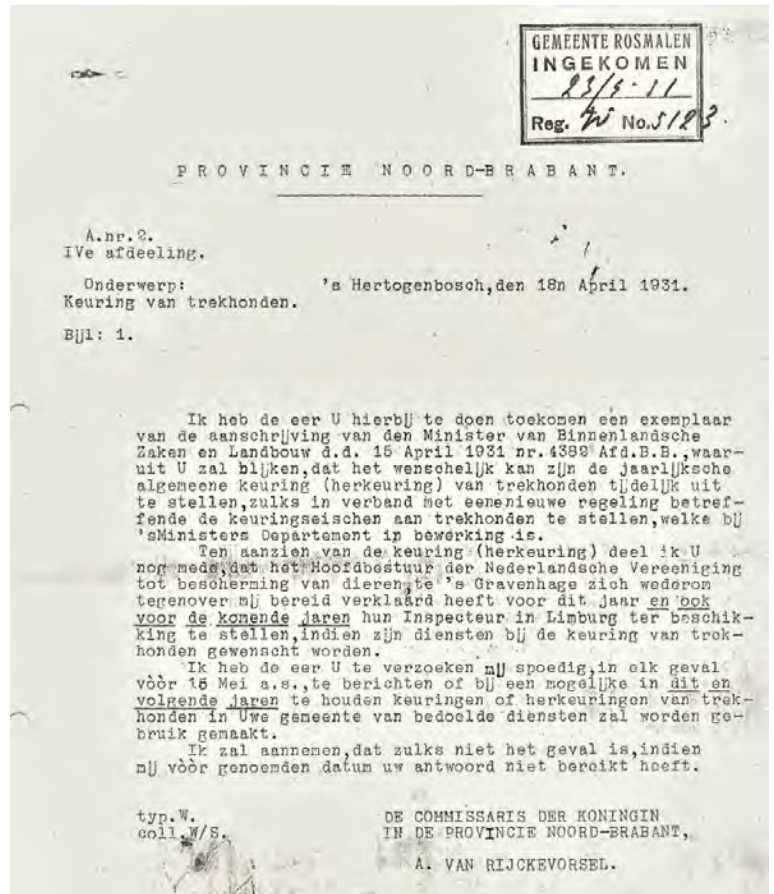 GEMEENTE ROSMALEN
INGEKOMEN
Reg. No. 5123.
PROVINCIE NOORD-BRABANT.
A.nr.2.
IVe afdeeling.
Onderwerp: 's Hertogenbosch,den 18n April 1931.
Keuring van trekhonden.
Bijl: 1.
Ik heb de eer U hierbij te doen toekomen een exemplaar
van de aanschrijving van den Minister van Binnenlandsche
Zaken en Landbouw d.d. 15 April 1931 nr.4382 Afd.B.B.,waar-
uit U zal blijken,dat het wenschelijk kan zijn de jaarlijksche
algemeene keuring (herkeuring) van trekhonden tijdelijk uit
te stellen,zulks in verband met eenenieuwe regeling betref-
fende de keuringseischen aan trekhonden te stellen,welke bij
'sMinisters Departement in bewerking is.
Ten aanzien van de keuring (herkeuring) deel ik U
nog mede,dat het Hoofdbestuur der Nederlandsche Vereeniging
tot bescherming van dieren,te 's Gravenhage zich wederom
tegenover mij bereid verklaard heeft voor dit jaar en ook
voor de komende jaren hun Inspecteur in Limburg ter beschik-
king te stellen,indien zijn diensten bij de keuring van trek-
honden gewenscht worden.
Ik heb de eer U te verzoeken mij spoedig,in elk geval
vòòr 15 Mei a.s.,te berichten of bij een mogelijke in dit en
volgende jaren te houden keuringen of herkeuringen van trek-
honden in Uwe gemeente van bedoelde diensten zal worden ge-
bruik gemaakt.
Ik zal aannemen,dat zulks niet het geval is,indien
mij vòòr genoemden datum uw antwoord niet bereikt heeft.
typ.W. DE COMMISSARIS DER KONINGIN
coll.W/S. IN DE PROVINCIE NOORD-BRABANT,
A. VAN RIJCKEVORSEL.